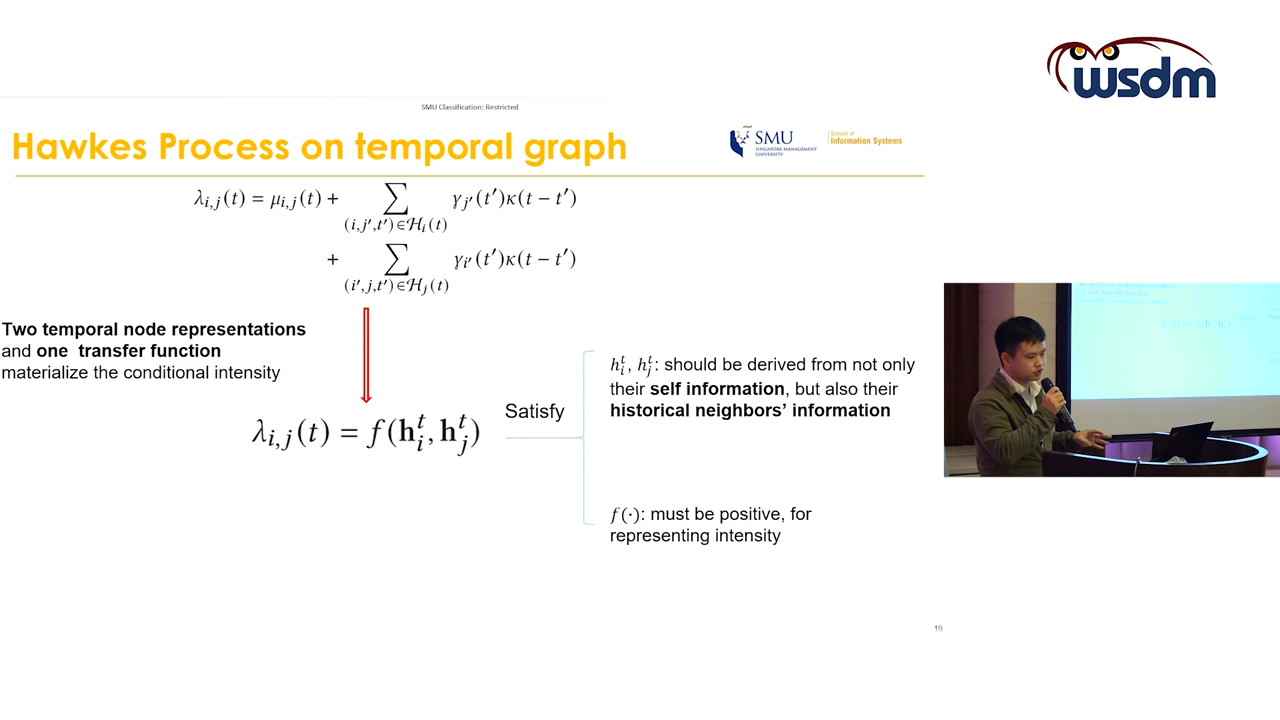 wsdm
SMU Classification: Restricted
Hawkes Process on temporal graph
SMU
SINGAPORE MANAGEMENT
UNIVERSITY
School of
Information Systems
λ_{i,j}(t) = μ_{i,j}(t) + ∑_{(i,j′,t′)∈ℋ_i(t)} γ_{j′}(t′)κ(t − t′)
+ ∑_{(i′,j,t′)∈ℋ_j(t)} γ_{i′}(t′)κ(t − t′)
Two temporal node representations
and one transfer function
materialize the conditional intensity
λ_{i,j}(t) = f(h_i^t, h_j^t)
Satisfy
h_i^t, h_j^t: should be derived from not only
their self information, but also their
historical neighbors’ information
f(·): must be positive, for
representing intensity
19